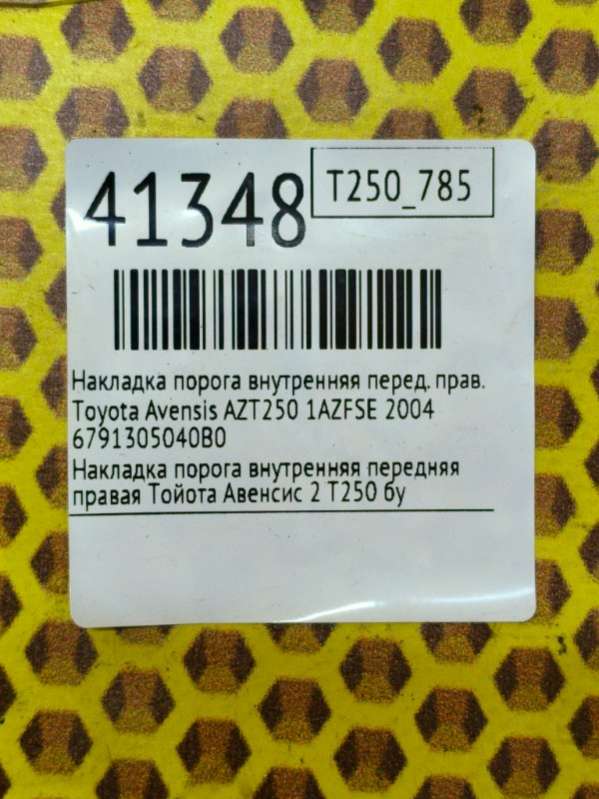 41348
T250_785
Накладка порога внутренняя перед. прав.
Toyota Avensis AZT250 1AZFSE 2004
6791305040B0
Накладка порога внутренняя передняя
правая Тойота Авенсис 2 Т250 бу